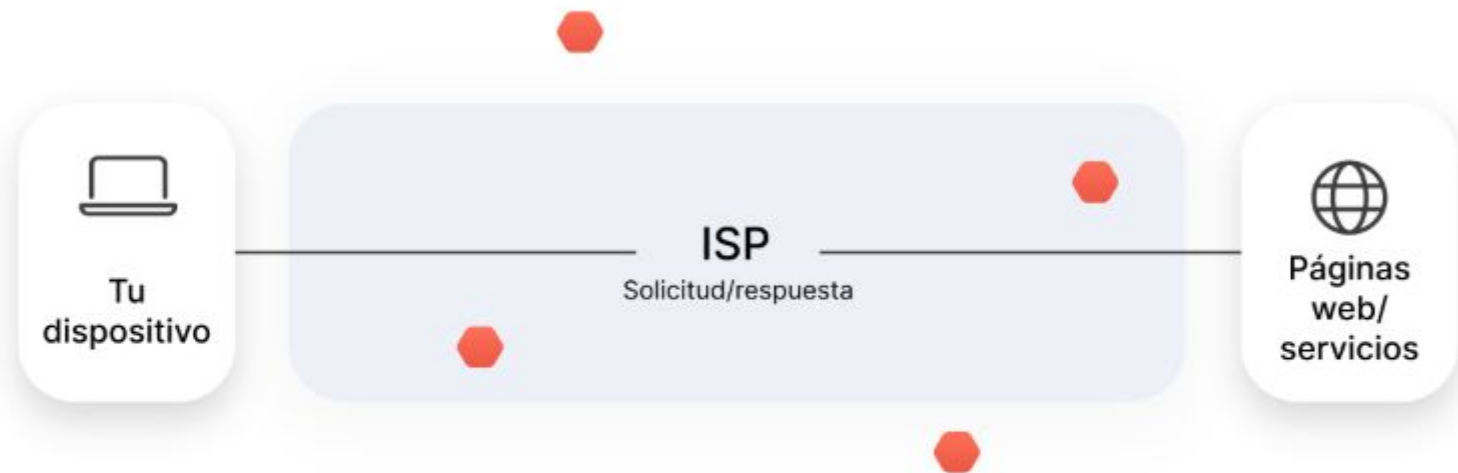 Tu
dispositivo
ISP
Solicitud/respuesta
Páginas
web/
servicios